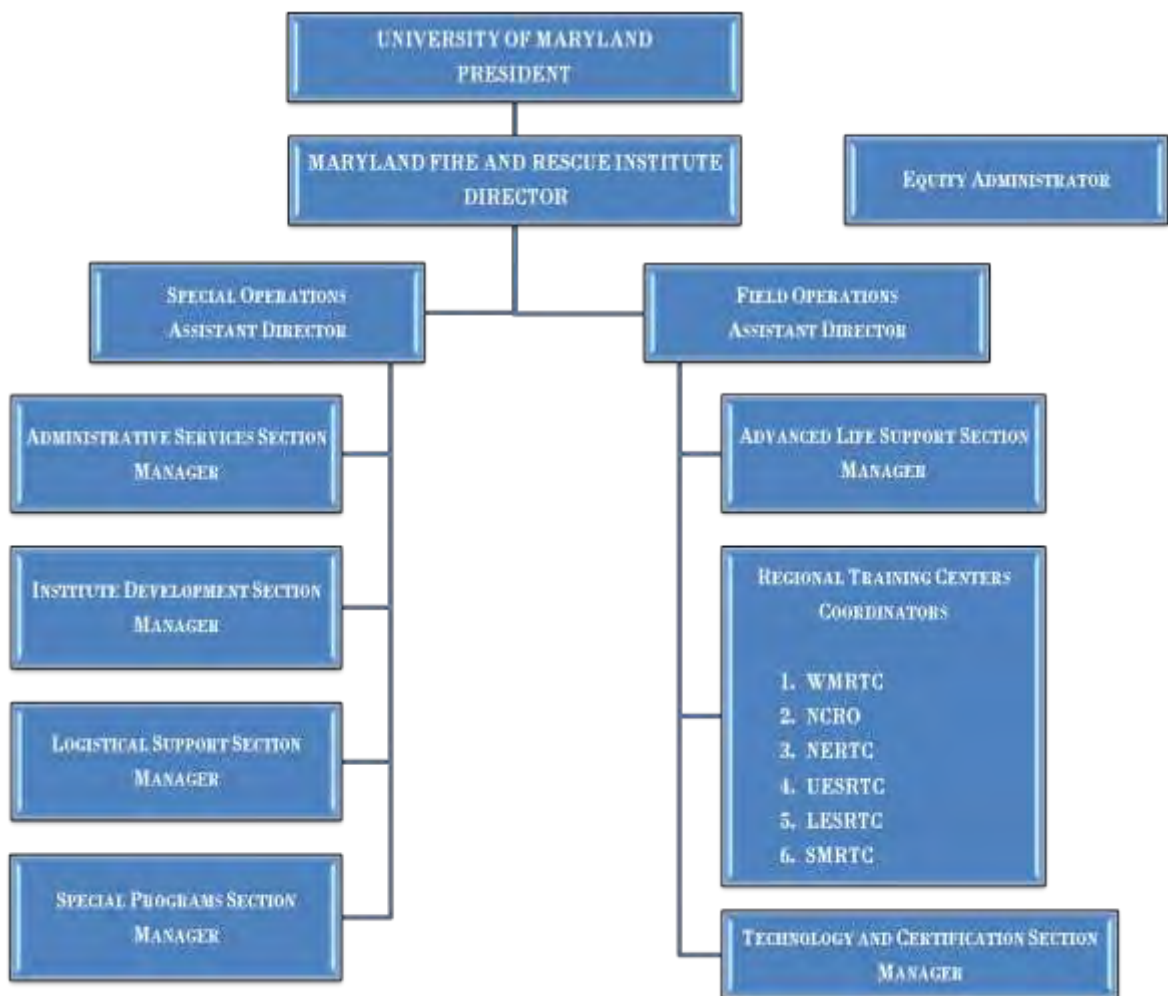 UNIVERSITY OF MARYLAND
PRESIDENT
MARYLAND FIRE AND RESCUE INSTITUTE
DIRECTOR
EQUITY ADMINISTRATOR
SPECIAL OPERATIONS
ASSISTANT DIRECTOR
FIELD OPERATIONS
ASSISTANT DIRECTOR
ADMINISTRATIVE SERVICES SECTION
MANAGER
INSTITUTE DEVELOPMENT SECTION
MANAGER
LOGISTICAL SUPPORT SECTION
MANAGER
SPECIAL PROGRAMS SECTION
MANAGER
ADVANCED LIFE SUPPORT SECTION
MANAGER
REGIONAL TRAINING CENTERS
COORDINATORS
1. WMRTC
2. NCRO
3. NERTC
4. UESRTC
5. LESRTC
6. SMRTC
TECHNOLOGY AND CERTIFICATION SECTION
MANAGER